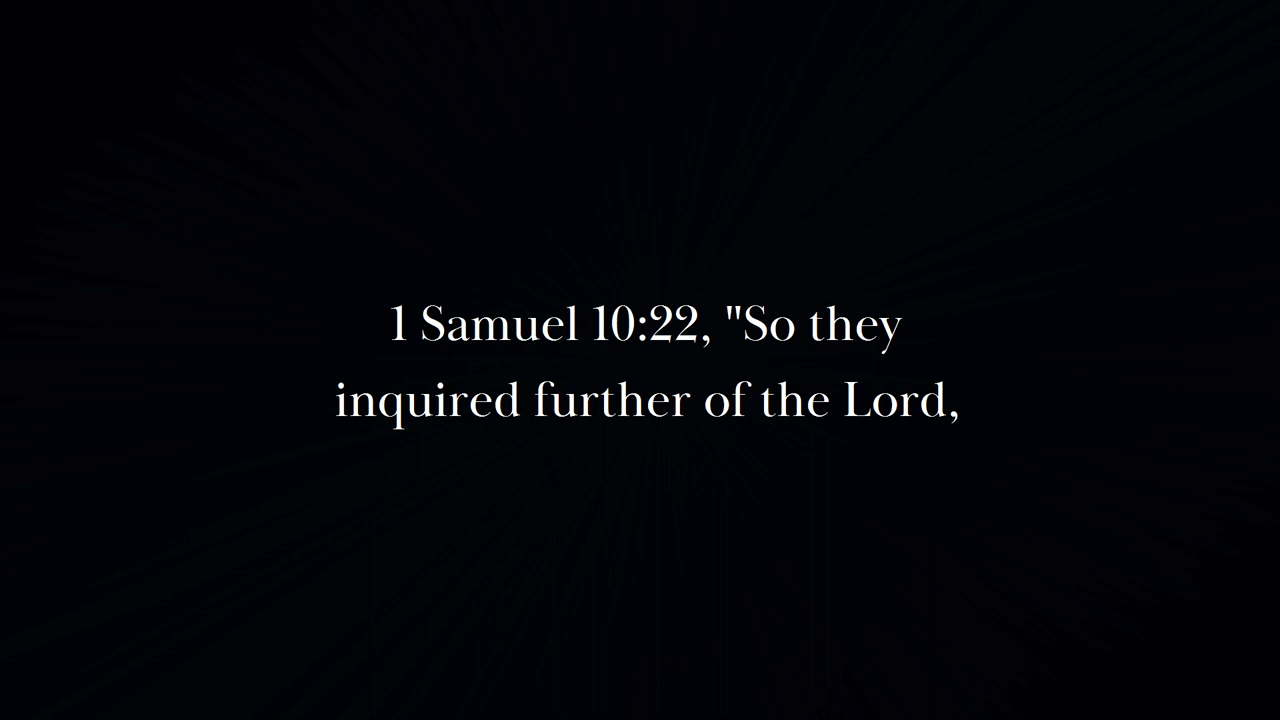 1 Samuel 10:22, "So they
inquired further of the Lord,